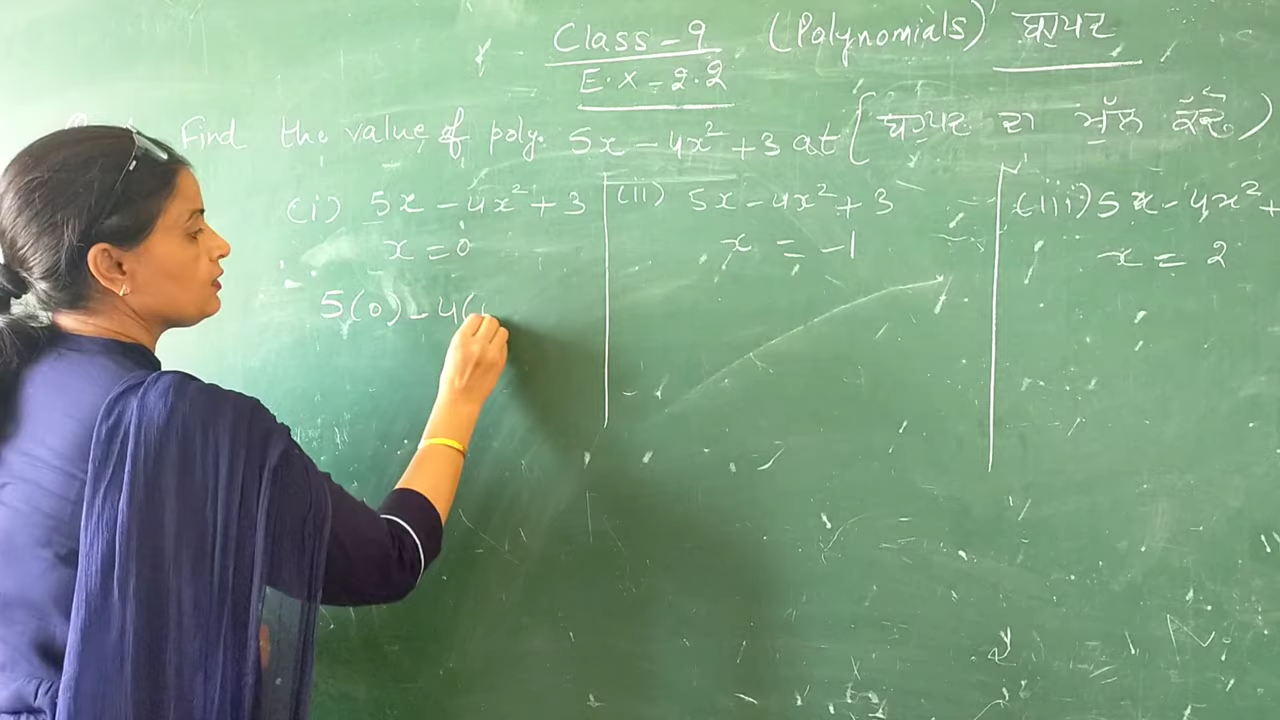 Class-9 (Polynomials) ਬਹੁਪਦ
E.x-2.2
Find the value of poly. 5x - 4x² + 3 at (ਬਹੁਪਦ ਦਾ ਮੁੱਲ ਕੱਢੋ)
(i) 5x - 4x² + 3
x = 0
5(0) - 4(
(ii) 5x - 4x² + 3
x = -1
(iii) 5x - 4x² +
x = 2